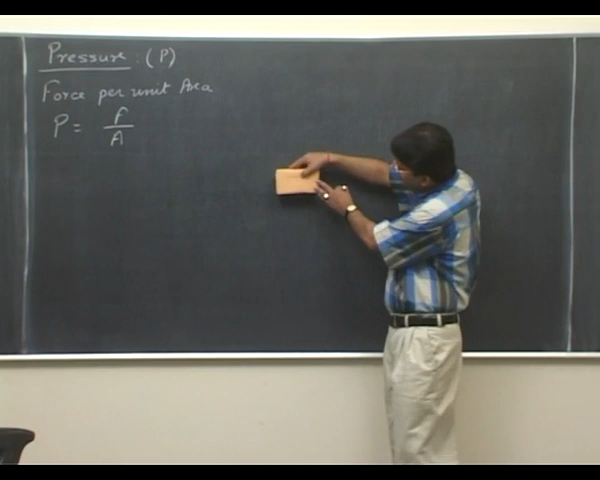 Pressure : (P)
Force per unit Area
P = F/A